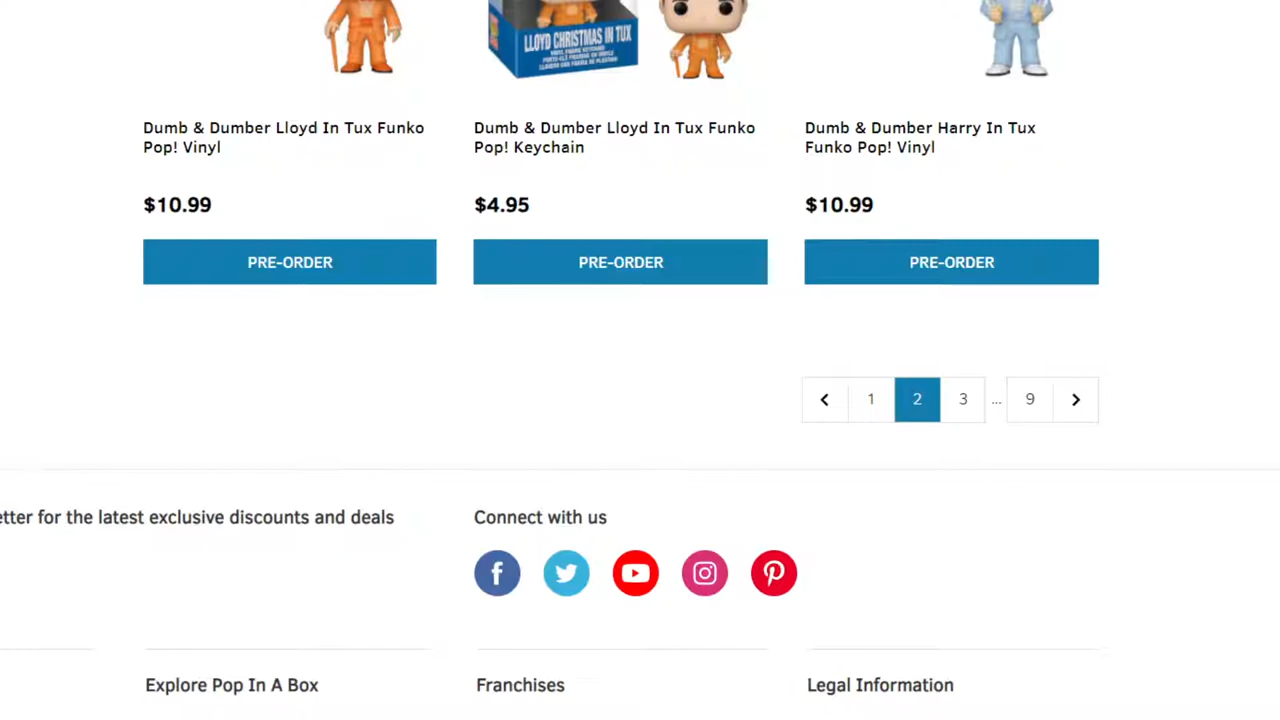 LLOYD CHRISTMAS IN TUX
Dumb & Dumber Lloyd In Tux Funko
Pop! Vinyl
$10.99
PRE-ORDER
Dumb & Dumber Lloyd In Tux Funko
Pop! Keychain
$4.95
PRE-ORDER
Dumb & Dumber Harry In Tux
Funko Pop! Vinyl
$10.99
PRE-ORDER
1 2 3 ... 9
etter for the latest exclusive discounts and deals
Connect with us
Explore Pop In A Box
Franchises
Legal Information